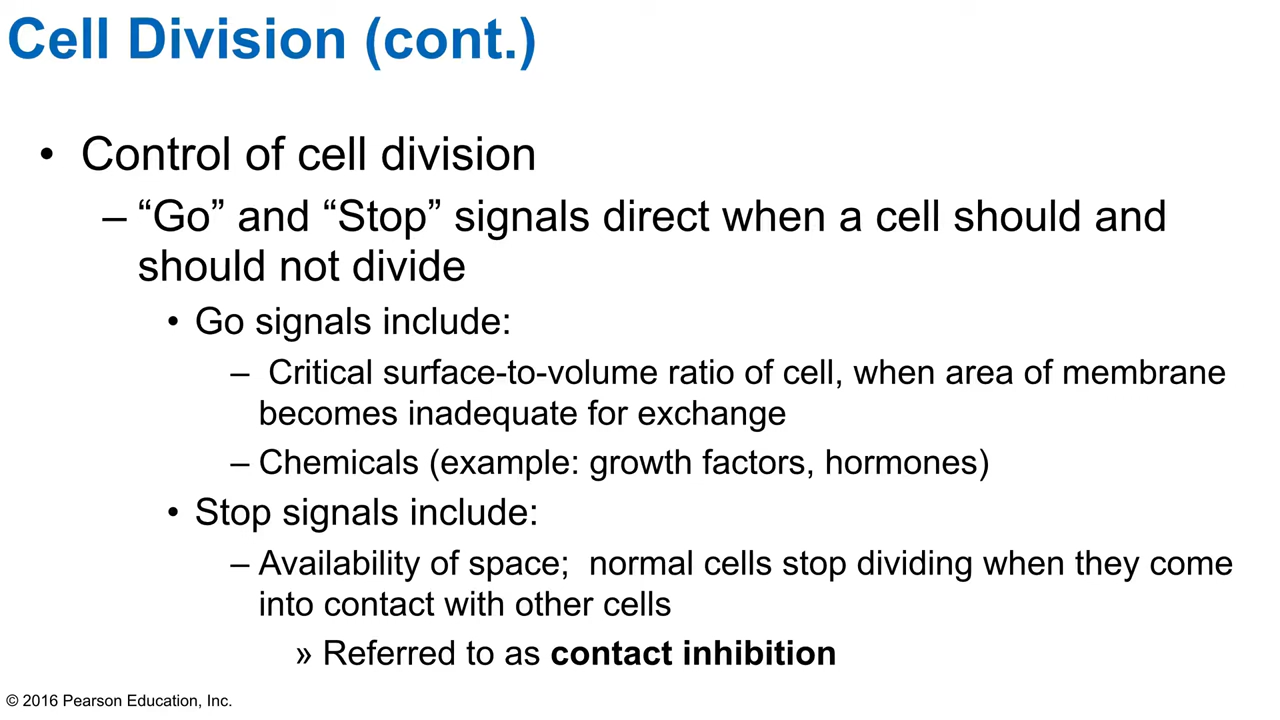 Cell Division (cont.)
• Control of cell division
– “Go” and “Stop” signals direct when a cell should and
should not divide
• Go signals include:
– Critical surface-to-volume ratio of cell, when area of membrane
becomes inadequate for exchange
– Chemicals (example: growth factors, hormones)
• Stop signals include:
– Availability of space;  normal cells stop dividing when they come
into contact with other cells
» Referred to as contact inhibition
© 2016 Pearson Education, Inc.